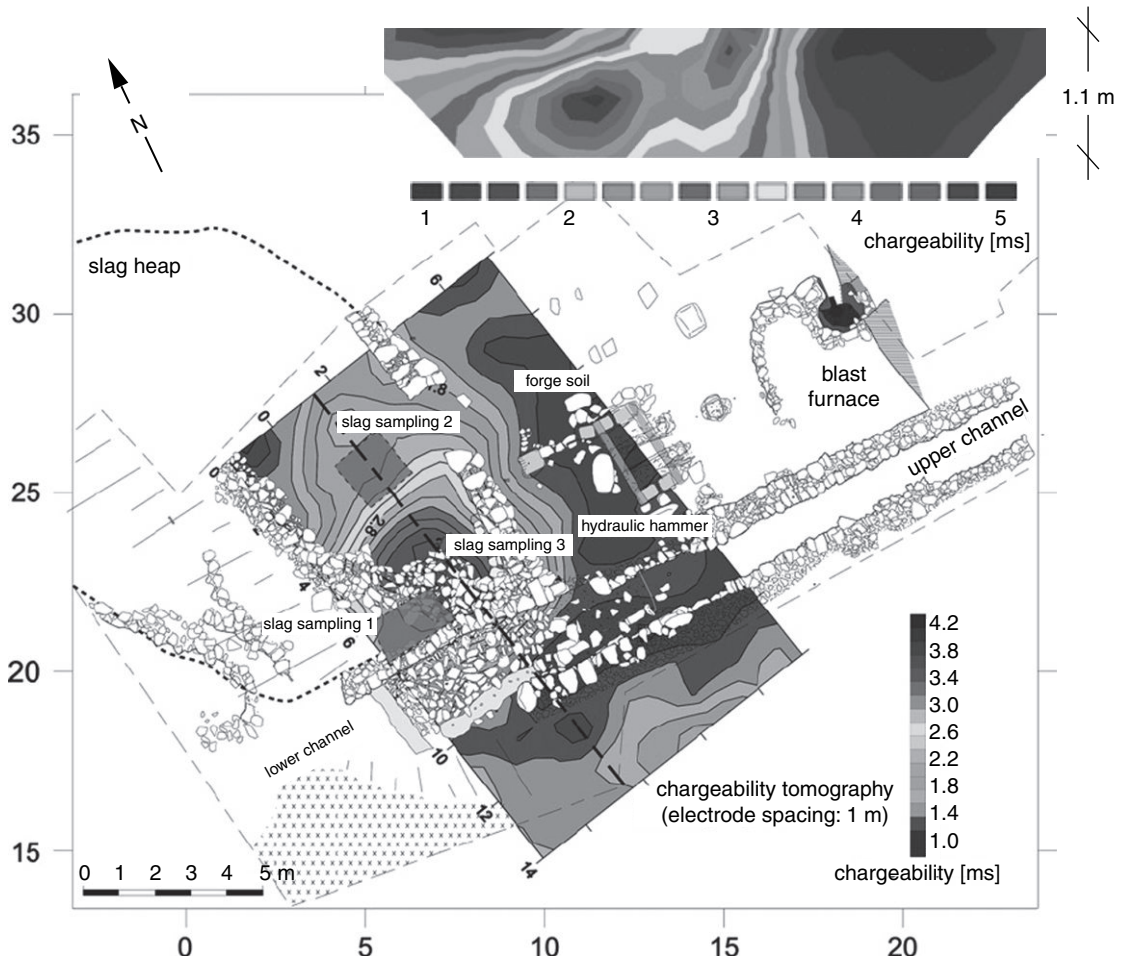 1.1 m
N
35
1 2 3 4 5
chargeability [ms]
slag heap
6
30
blast
furnace
forge soil
2
.8
slag sampling 2
0
upper channel
0
25
2.8
hydraulic hammer
slag sampling 3
4
slag sampling 1
6
4.2
3.8
3.4
3.0
2.6
2.2
1.8
1.4
1.0
chargeability [ms]
20
lower channel
10
chargeability tomography
(electrode spacing: 1 m)
12
15
14
0 1 2 3 4 5 m
0 5 10 15 20